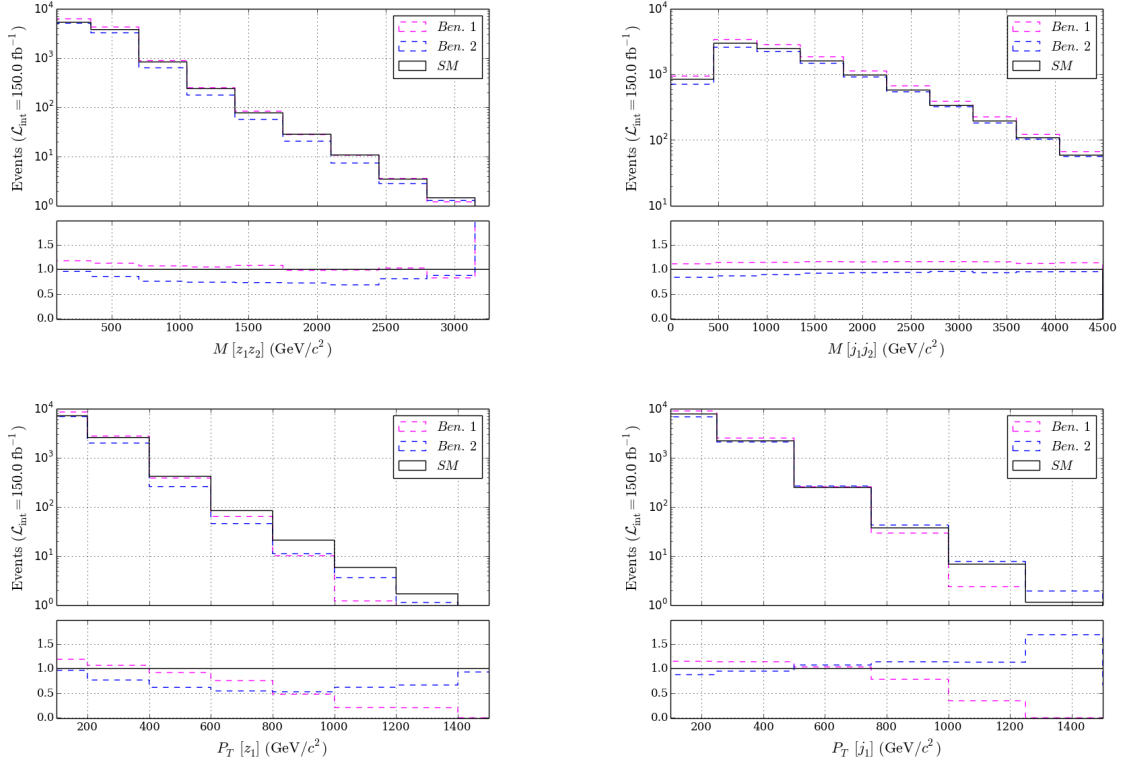 10^4
10^3
10^2
10^1
10^0
Events (ℒ_int = 150.0 fb^−1)
Ben. 1
Ben. 2
SM
1.5
1.0
0.5
0.0
500 1000 1500 2000 2500 3000
M [z_1z_2] (GeV/c^2)
10^4
10^3
10^2
10^1
Events (ℒ_int = 150.0 fb^−1)
Ben. 1
Ben. 2
SM
1.5
1.0
0.5
0.0
0 500 1000 1500 2000 2500 3000 3500 4000 4500
M [j_1j_2] (GeV/c^2)
10^4
10^3
10^2
10^1
10^0
Events (ℒ_int = 150.0 fb^−1)
Ben. 1
Ben. 2
SM
1.5
1.0
0.5
0.0
200 400 600 800 1000 1200 1400
P_T [z_1] (GeV/c^2)
10^4
10^3
10^2
10^1
10^0
Events (ℒ_int = 150.0 fb^−1)
Ben. 1
Ben. 2
SM
1.5
1.0
0.5
0.0
200 400 600 800 1000 1200 1400
P_T [j_1] (GeV/c^2)